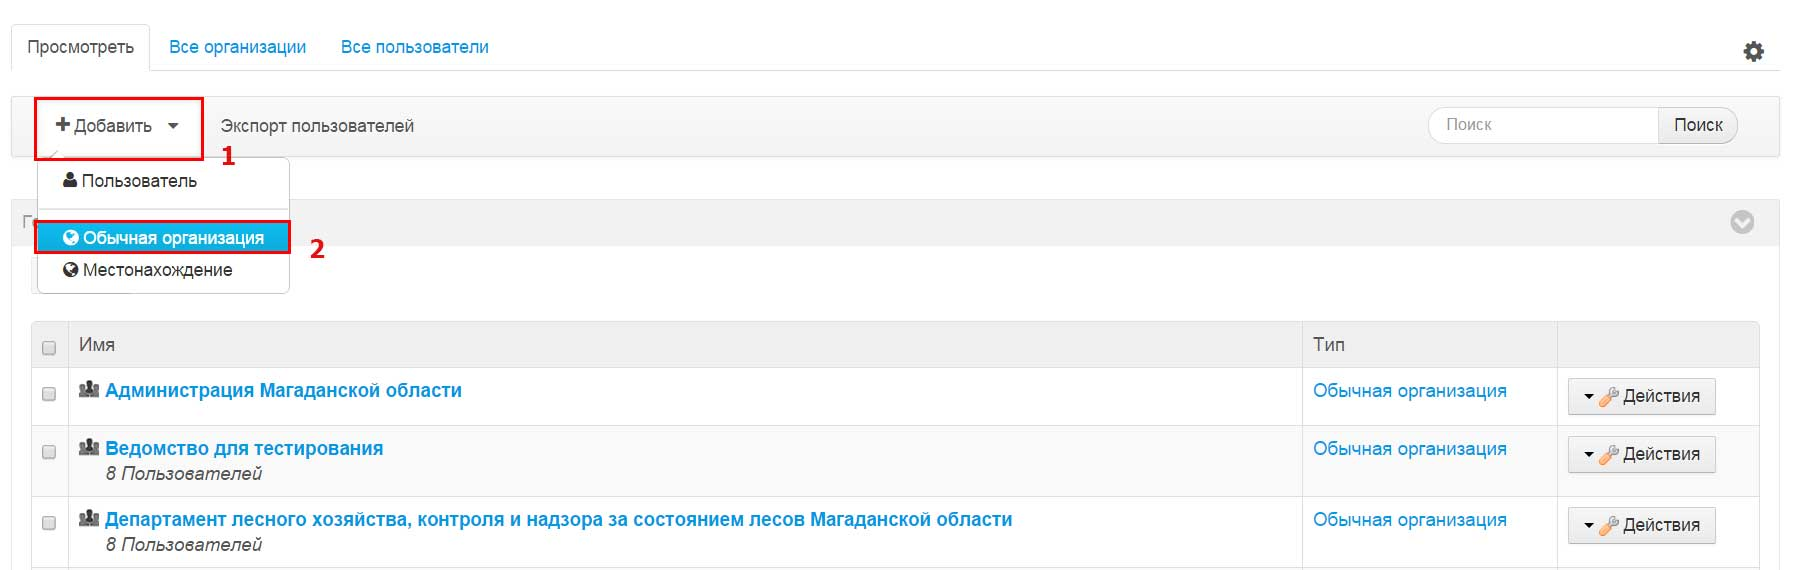 Просмотреть Все организации Все пользователи
Добавить Экспорт пользователей Поиск Поиск
1
Пользователь
Обычная организация
2
Местонахождение
Имя Тип
Администрация Магаданской области Обычная организация Действия
Ведомство для тестирования Обычная организация Действия
8 Пользователей
Департамент лесного хозяйства, контроля и надзора за состоянием лесов Магаданской области Обычная организация Действия
8 Пользователей